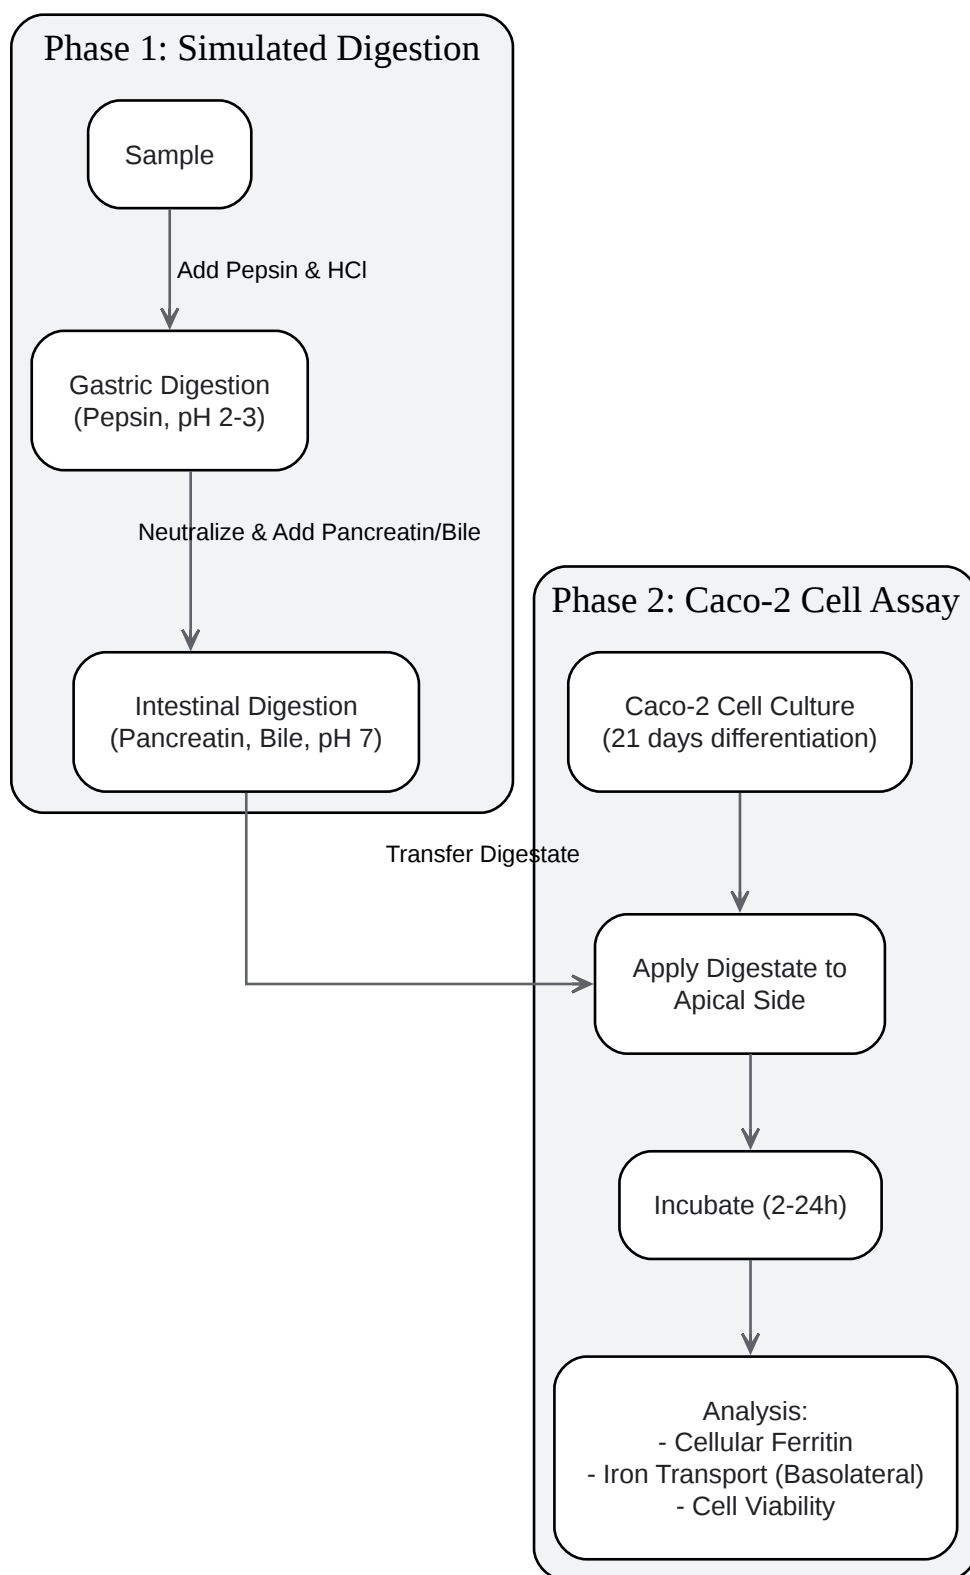 Phase 1: Simulated Digestion
Sample
Add Pepsin & HCl
Gastric Digestion
(Pepsin, pH 2-3)
Neutralize & Add Pancreatin/Bile
Intestinal Digestion
(Pancreatin, Bile, pH 7)
Transfer Digestate
Phase 2: Caco-2 Cell Assay
Caco-2 Cell Culture
(21 days differentiation)
Apply Digestate to
Apical Side
Incubate (2-24h)
Analysis:
- Cellular Ferritin
- Iron Transport (Basolateral)
- Cell Viability